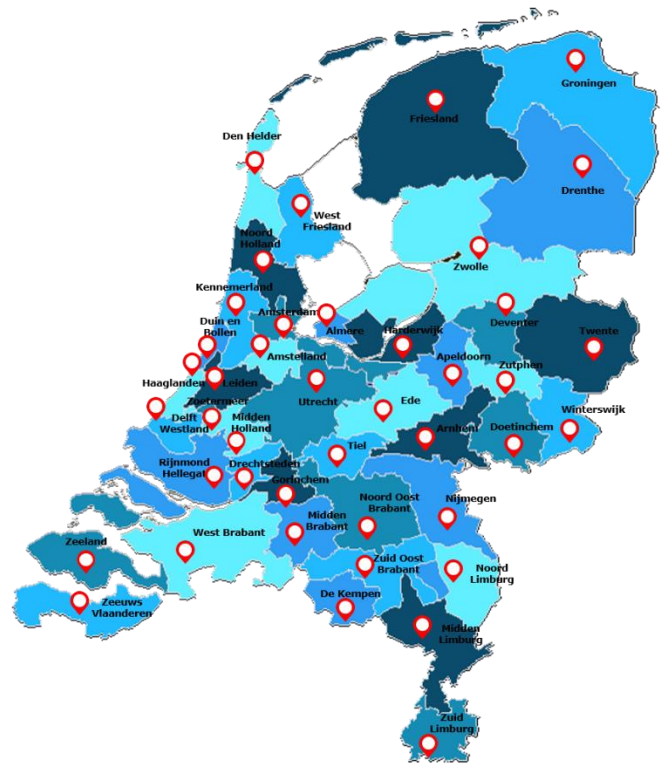 Groningen
Friesland
Den Helder
Drenthe
West
Friesland
Noord
Holland
Zwolle
Kennemerland
Amsterdam
Duin en
Bollen
Almere
Harderwijk
Deventer
Twente
Amstelland
Apeldoorn
Zutphen
Haaglanden
Leiden
Utrecht
Zoetermeer
Ede
Winterswijk
Delft
Westland
Midden
Holland
Arnhem
Doetinchem
Tiel
Rijnmond
Hellegat
Drechtsteden
Gorinchem
Noord Oost
Brabant
Nijmegen
Midden
Brabant
West Brabant
Zeeland
Zuid Oost
Brabant
Noord
Limburg
De Kempen
Zeeuws
Vlaanderen
Midden
Limburg
Zuid
Limburg